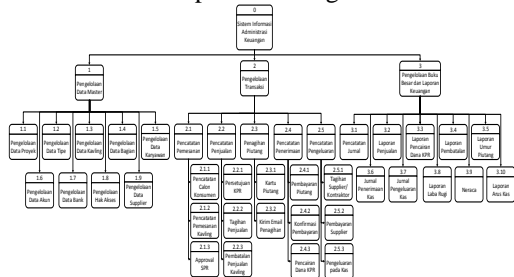 0
Sistem Informasi
Administrasi
Keuangan
1
Pengelolaan
Data Master
2
Pengelolaan
Transaksi
3
Pengelolaan Buku
Besar dan Laporan
Keuangan
1.1
Pengelolaan
Data Proyek
1.2
Pengelolaan
Data Tipe
1.3
Pengelolaan
Data Kavling
1.4
Pengelolaan
Data Bagian
1.5
Pengelolaan
Data
Karyawan
2.1
Pencatatan
Pemesanan
2.2
Pencatatan
Penjualan
2.3
Penagihan
Piutang
2.4
Pencatatan
Penerimaan
2.5
Pencatatan
Pengeluaran
3.1
Pencatatan
Jurnal
3.2
Laporan
Penjualan
3.3
Laporan
Pencairan
Dana KPR
3.4
Laporan
Pembatalan
3.5
Laporan
Umur
Piutang
1.6
Pengelolaan
Data Akun
1.7
Pengelolaan
Data Bank
1.8
Pengelolaan
Hak Akses
1.9
Pengelolaan
Data
Supplier
2.1.1
Pencatatan
Calon
Konsumen
2.2.1
Persetujuan
KPR
2.3.1
Kartu
Piutang
2.4.1
Pembayaran
Piutang
2.5.1
Tagihan
Supplier/
Kontraktor
3.6
Jurnal
Penerimaan
Kas
3.7
Jurnal
Pengeluaran
Kas
3.8
Laporan
Laba Rugi
3.9
Neraca
3.10
Laporan
Arus Kas
2.1.2
Pencatatan
Pemesanan
Kavling
2.2.2
Tagihan
Penjualan
2.3.2
Kirim Email
Penagihan
2.4.2
Konfirmasi
Pembayaran
2.5.2
Pembayaran
Supplier
2.1.3
Approval
SPR
2.2.3
Pembatalan
Penjualan
Kavling
2.4.3
Pencairan
Dana KPR
2.5.3
Pengeluaran
pada Kas